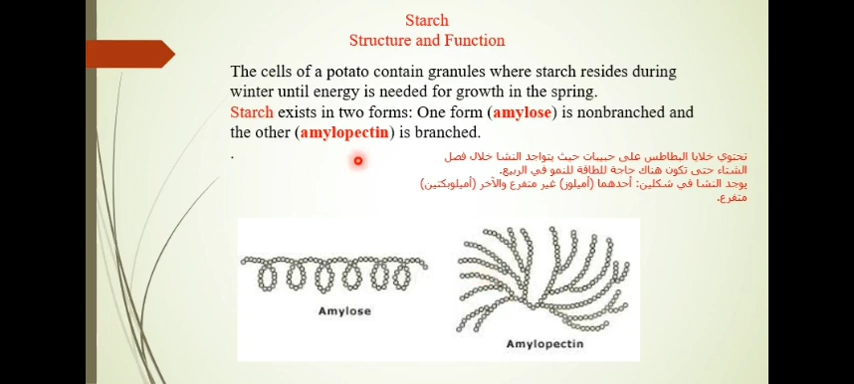 Starch
Structure and Function
The cells of a potato contain granules where starch resides during
winter until energy is needed for growth in the spring.
Starch exists in two forms: One form (amylose) is nonbranched and
the other (amylopectin) is branched.
.
تحتوي خلايا البطاطس على حبيبات حيث يتواجد النشا خلال فصل
الشتاء حتى تكون هناك حاجة للطاقة للنمو في الربيع.
يوجد النشا في شكلين: أحدهما (أميلوز) غير متفرع والآخر (أميلوبكتين)
متفرع.
Amylose
Amylopectin